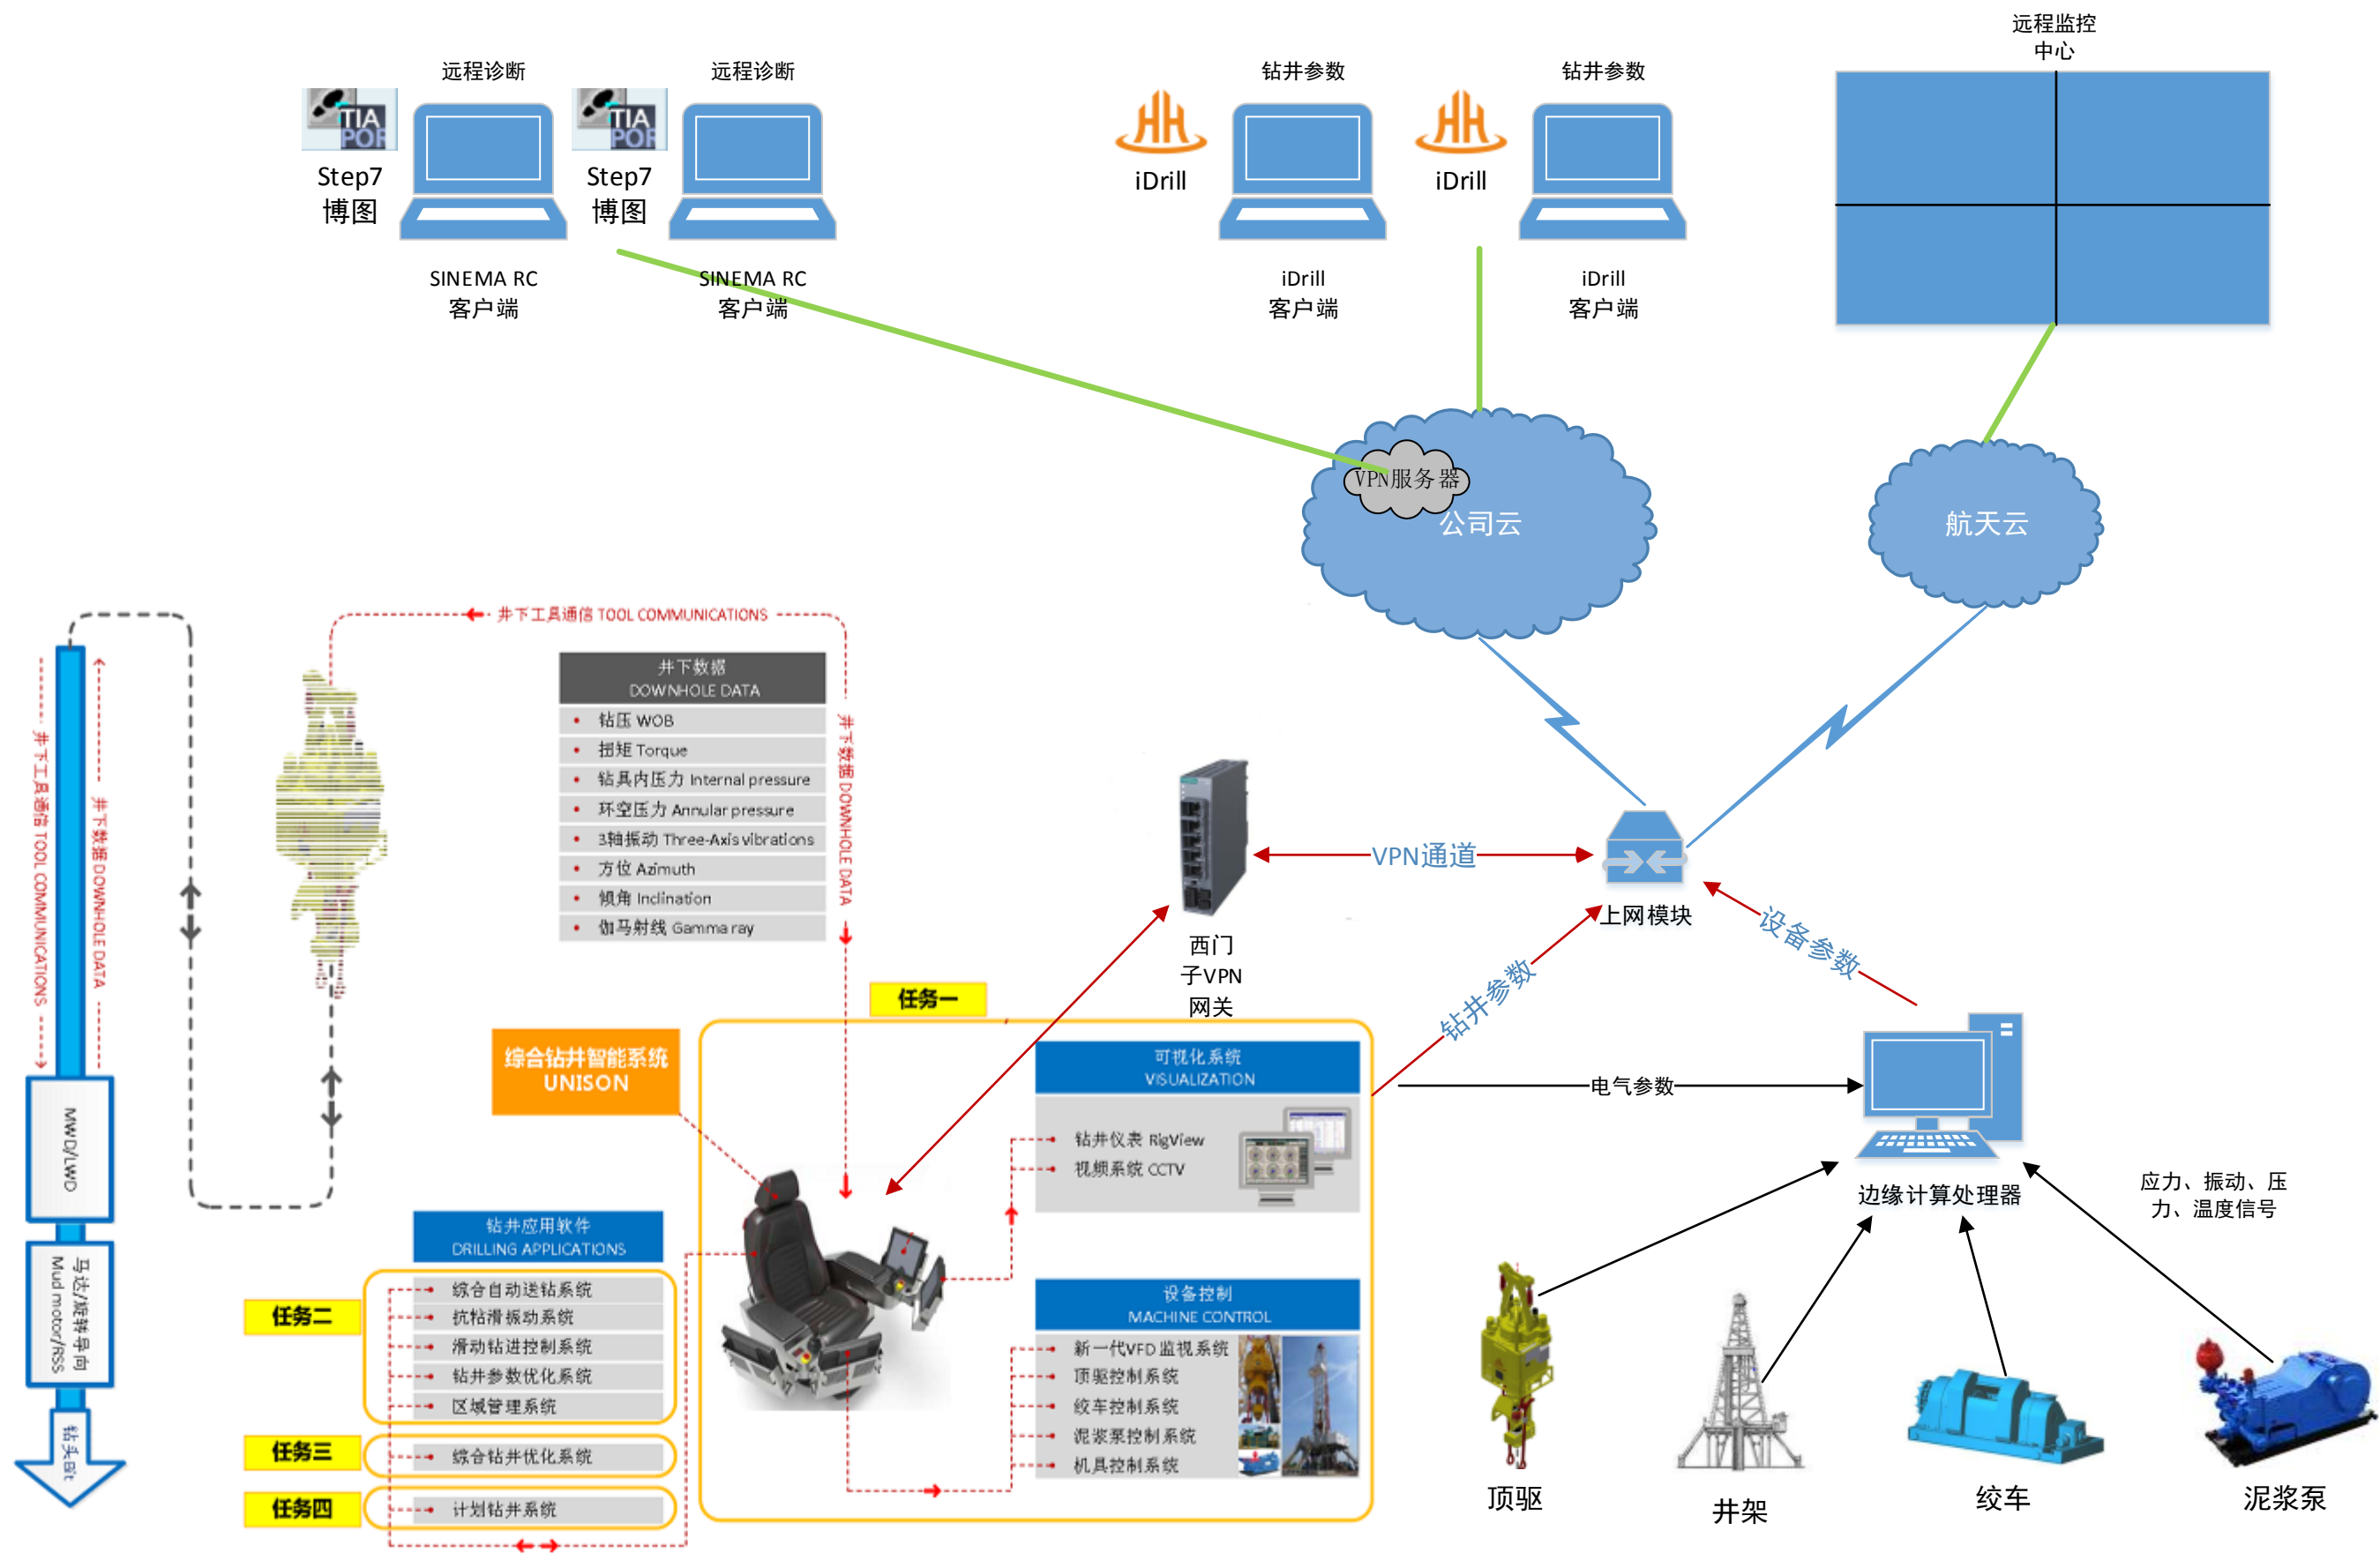 远程诊断
远程诊断
钻井参数
钻井参数
远程监控
中心
TIA
POR
TIA
POR
Step7
博图
Step7
博图
iDrill
iDrill
SINEMA RC
客户端
SINEMA RC
客户端
iDrill
客户端
iDrill
客户端
VPN服务器
公司云
航天云
井下工具通信 TOOL COMMUNICATIONS
井下数据
DOWNHOLE DATA
• 钻压 WOB
• 扭矩 Torque
• 钻具内压力 Internal pressure
• 环空压力 Annular pressure
• 3轴振动 Three-Axis vibrations
• 方位 Azimuth
• 倾角 Inclination
• 伽马射线 Gamma ray
井下数据 DOWNHOLE DATA
井下工具通信 TOOL COMMUNICATIONS
井下数据 DOWNHOLE DATA
MWD/LWD
马达/旋转导向
Mud motor/RSS
钻头Bit
VPN通道
上网模块
西门
子VPN
网关
设备参数
钻井参数
电气参数
边缘计算处理器
应力、振动、压
力、温度信号
任务一
综合钻井智能系统
UNISON
可视化系统
VISUALIZATION
钻井仪表 RigView
视频系统 CCTV
钻井应用软件
DRILLING APPLICATIONS
任务二
综合自动送钻系统
抗粘滑振动系统
滑动钻进控制系统
钻井参数优化系统
区域管理系统
任务三
综合钻井优化系统
任务四
计划钻井系统
设备控制
MACHINE CONTROL
新一代VFD 监视系统
顶驱控制系统
绞车控制系统
泥浆泵控制系统
机具控制系统
顶驱
井架
绞车
泥浆泵